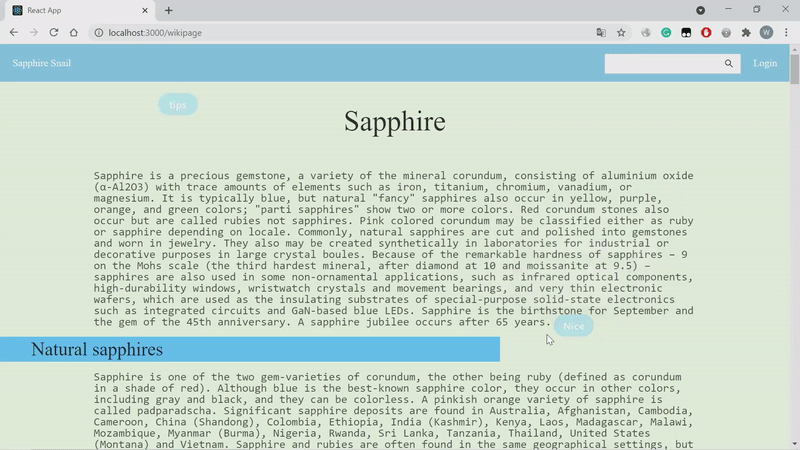 React App
localhost:3000/wikipage
W
Sapphire Snail
Login
tips
Sapphire
Sapphire is a precious gemstone, a variety of the mineral corundum, consisting of aluminium oxide
(α-Al2O3) with trace amounts of elements such as iron, titanium, chromium, vanadium, or
magnesium. It is typically blue, but natural "fancy" sapphires also occur in yellow, purple,
orange, and green colors; "parti sapphires" show two or more colors. Red corundum stones also
occur but are called rubies not sapphires. Pink colored corundum may be classified either as ruby
or sapphire depending on locale. Commonly, natural sapphires are cut and polished into gemstones
and worn in jewelry. They also may be created synthetically in laboratories for industrial or
decorative purposes in large crystal boules. Because of the remarkable hardness of sapphires – 9
on the Mohs scale (the third hardest mineral, after diamond at 10 and moissanite at 9.5) –
sapphires are also used in some non-ornamental applications, such as infrared optical components,
high-durability windows, wristwatch crystals and movement bearings, and very thin electronic
wafers, which are used as the insulating substrates of special-purpose solid-state electronics
such as integrated circuits and GaN-based blue LEDs. Sapphire is the birthstone for September and
the gem of the 45th anniversary. A sapphire jubilee occurs after 65 years.
Nice
Natural sapphires
Sapphire is one of the two gem-varieties of corundum, the other being ruby (defined as corundum
in a shade of red). Although blue is the best-known sapphire color, they occur in other colors,
including gray and black, and they can be colorless. A pinkish orange variety of sapphire is
called padparadscha. Significant sapphire deposits are found in Australia, Afghanistan, Cambodia,
Cameroon, China (Shandong), Colombia, Ethiopia, India (Kashmir), Kenya, Laos, Madagascar, Malawi,
Mozambique, Myanmar (Burma), Nigeria, Rwanda, Sri Lanka, Tanzania, Thailand, United States
(Montana) and Vietnam. Sapphire and rubies are often found in the same geographical settings, but